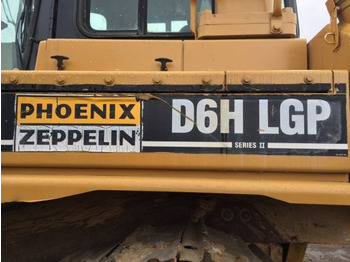 PHOENIX
ZEPPELIN
D6H LGP
SERIES II